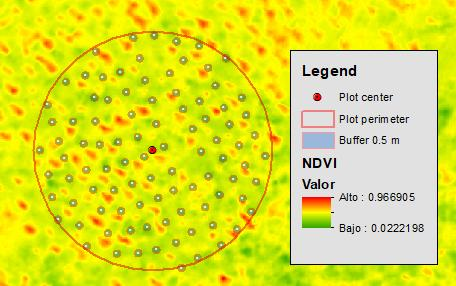 Legend
Plot center
Plot perimeter
Buffer 0.5 m
NDVI
Valor
Alto : 0.966905
Bajo : 0.0222198